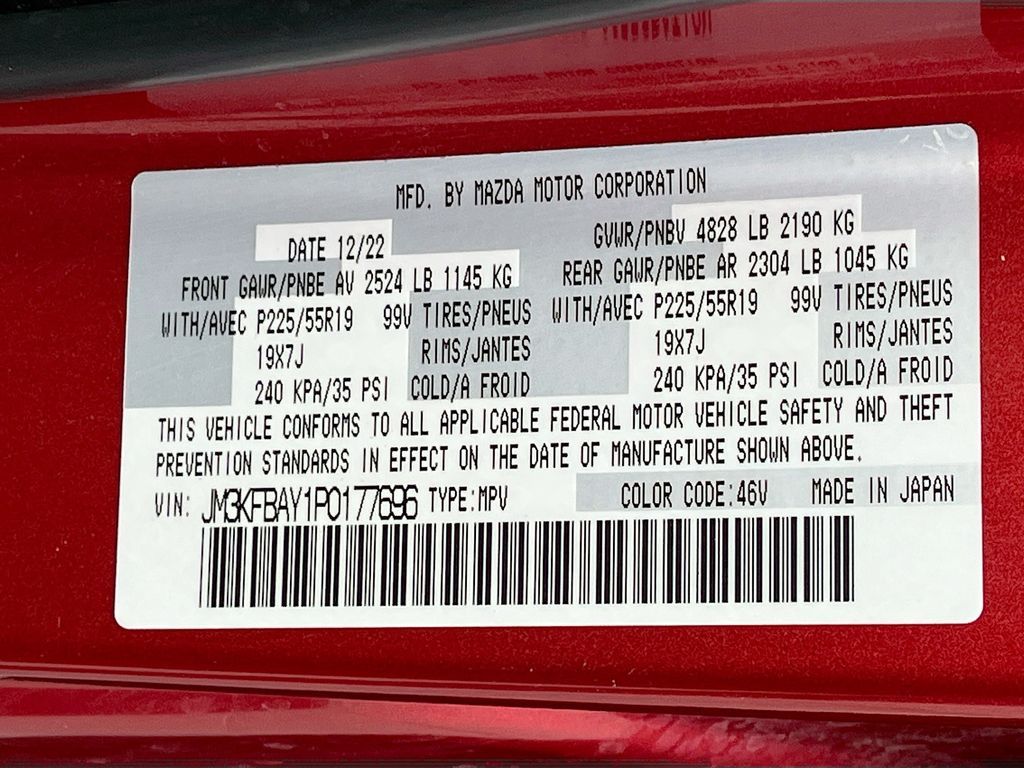 MFD. BY MAZDA MOTOR CORPORATION
DATE 12/22
GVWR/PNBV 4828 LB 2190 KG
FRONT GAWR/PNBE AV 2524 LB 1145 KG
REAR GAWR/PNBE AR 2304 LB 1045 KG
WITH/AVEC P225/55R19 99V TIRES/PNEUS
WITH/AVEC P225/55R19 99V TIRES/PNEUS
19X7J RIMS/JANTES
19X7J RIMS/JANTES
240 KPA/35 PSI COLD/A FROID
240 KPA/35 PSI COLD/A FROID
THIS VEHICLE CONFORMS TO ALL APPLICABLE FEDERAL MOTOR VEHICLE SAFETY AND THEFT
PREVENTION STANDARDS IN EFFECT ON THE DATE OF MANUFACTURE SHOWN ABOVE.
VIN: JM3KFBAY1P0177696 TYPE:MPV COLOR CODE:46V MADE IN JAPAN